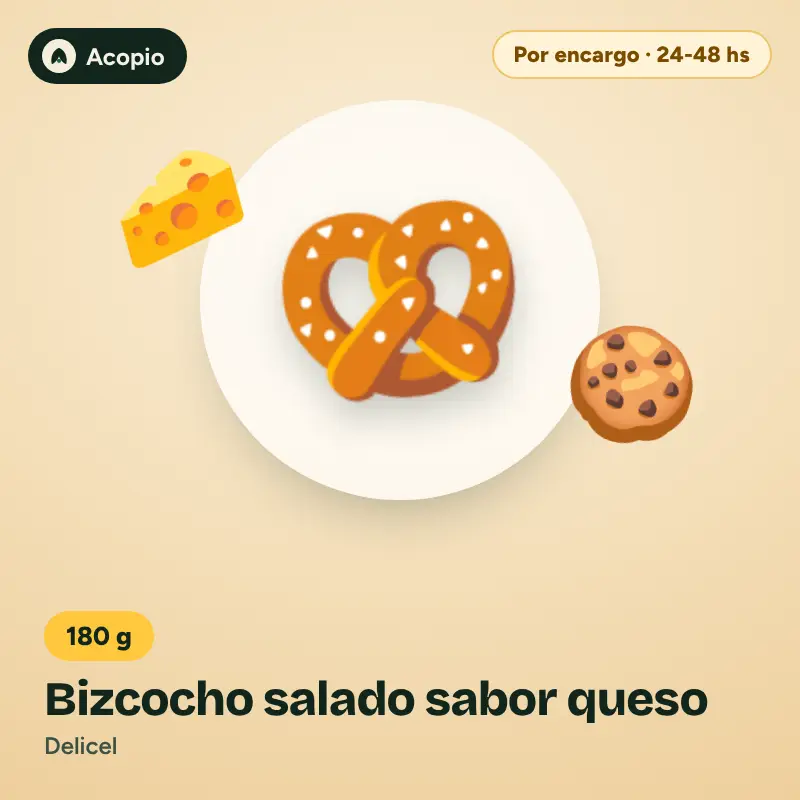 Acopio
Por encargo · 24-48 hs
180 g
Bizcocho salado sabor queso
Delicel